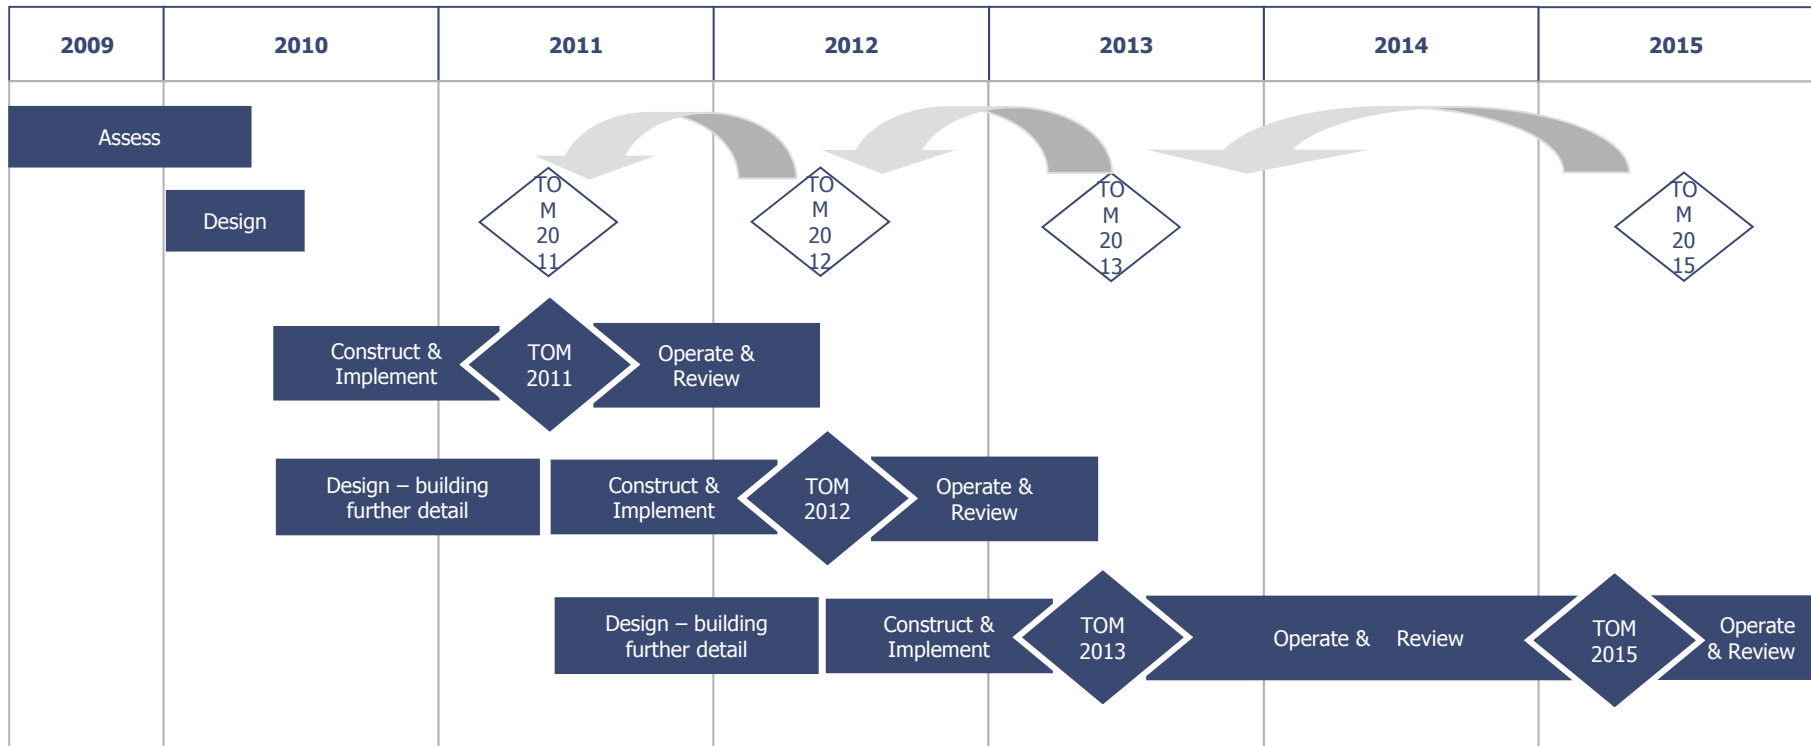 2009
2010
2011
2012
2013
2014
2015
Assess
Design
TO
M
20
11
TO
M
20
12
TO
M
20
13
TO
M
20
15
Construct &
Implement
TOM
2011
Operate &
Review
Design – building
further detail
Construct &
Implement
TOM
2012
Operate &
Review
Design – building
further detail
Construct &
Implement
TOM
2013
Operate & Review
TOM
2015
Operate
& Review